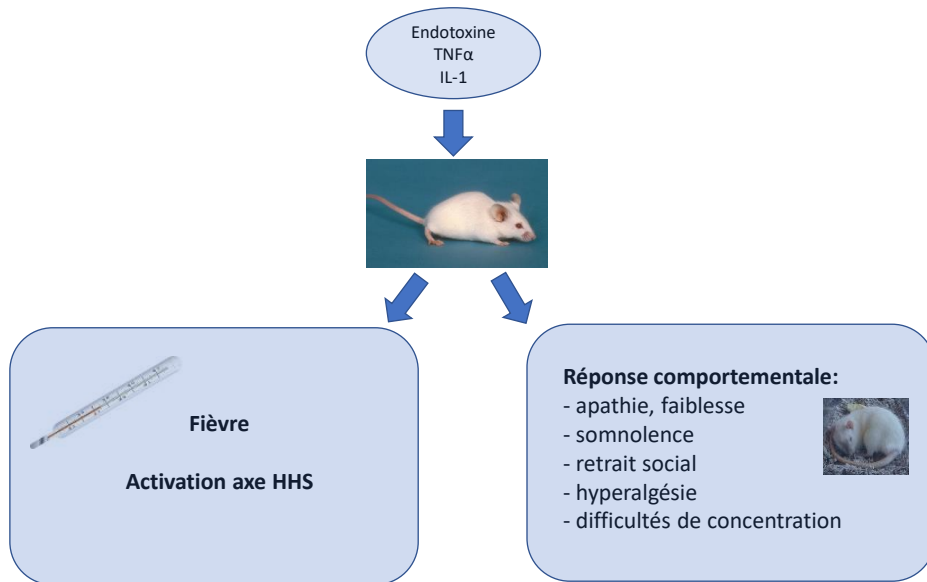 Endotoxine
TNFα
IL-1
Fièvre
Activation axe HHS
Réponse comportementale:
- apathie, faiblesse
- somnolence
- retrait social
- hyperalgésie
- difficultés de concentration